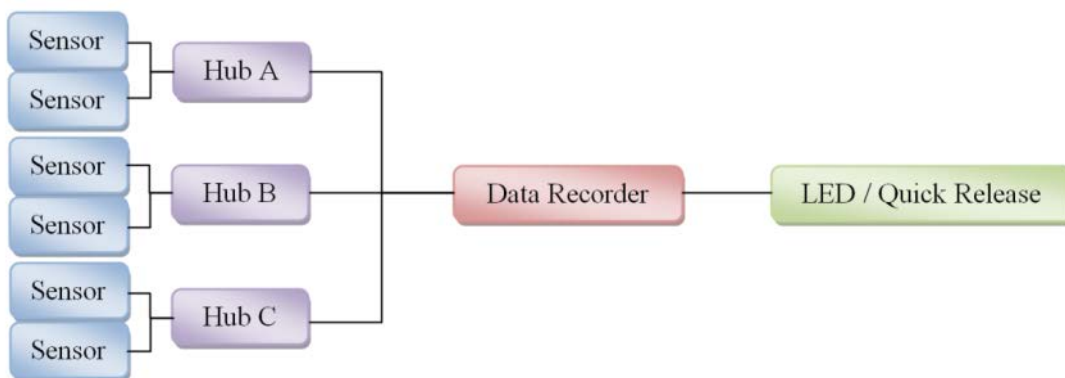 Sensor
Sensor
Hub A
Sensor
Sensor
Hub B
Sensor
Sensor
Hub C
Data Recorder
LED / Quick Release